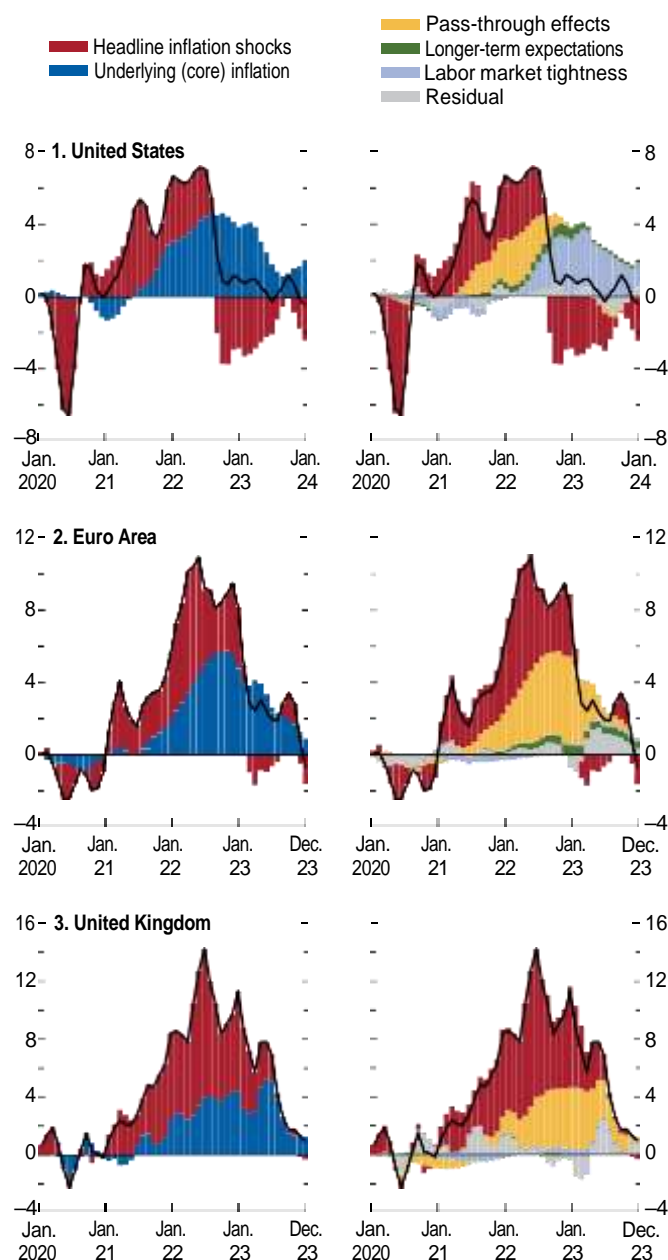 Headline inflation shocks
Underlying (core) inflation
Pass-through effects
Longer-term expectations
Labor market tightness
Residual
1. United States
8
4
0
–4
–8
Jan. 2020
Jan. 21
Jan. 22
Jan. 23
Jan. 24
8
4
0
–4
–8
Jan. 2020
Jan. 21
Jan. 22
Jan. 23
Jan. 24
2. Euro Area
12
8
4
0
–4
Jan. 2020
Jan. 21
Jan. 22
Jan. 23
Dec. 23
12
8
4
0
–4
Jan. 2020
Jan. 21
Jan. 22
Jan. 23
Dec. 23
3. United Kingdom
16
12
8
4
0
–4
Jan. 2020
Jan. 21
Jan. 22
Jan. 23
Dec. 23
16
12
8
4
0
–4
Jan. 2020
Jan. 21
Jan. 22
Jan. 23
Dec. 23